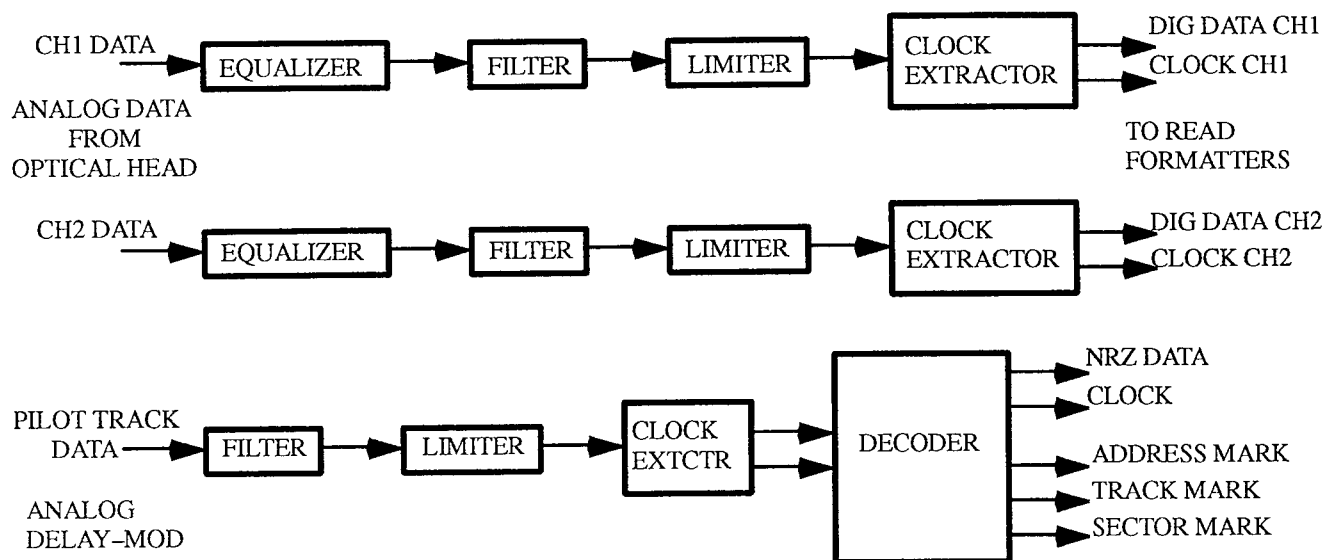 CH1 DATA
EQUALIZER
FILTER
LIMITER
CLOCK
EXTRACTOR
DIG DATA CH1
CLOCK CH1
ANALOG DATA
FROM
OPTICAL HEAD
TO READ
FORMATTERS
CH2 DATA
EQUALIZER
FILTER
LIMITER
CLOCK
EXTRACTOR
DIG DATA CH2
CLOCK CH2
PILOT TRACK
DATA
FILTER
LIMITER
CLOCK
EXTCTR
DECODER
NRZ DATA
CLOCK
ADDRESS MARK
TRACK MARK
SECTOR MARK
ANALOG
DELAY–MOD